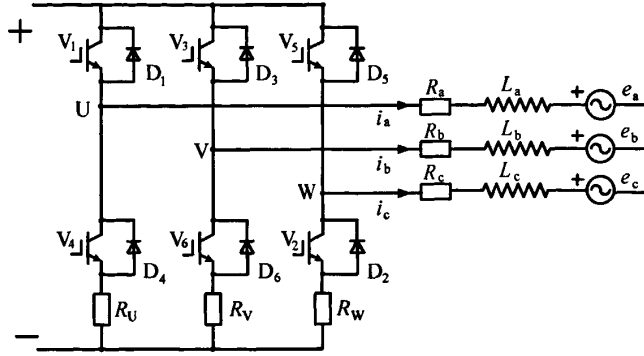 +
V1 D1 V3 D3 V5 D5
Ra La + ea
U ia
Rb Lb + eb
V ib
Rc Lc + ec
W ic
V4 D4 V6 D6 V2 D2
RU RV RW
−